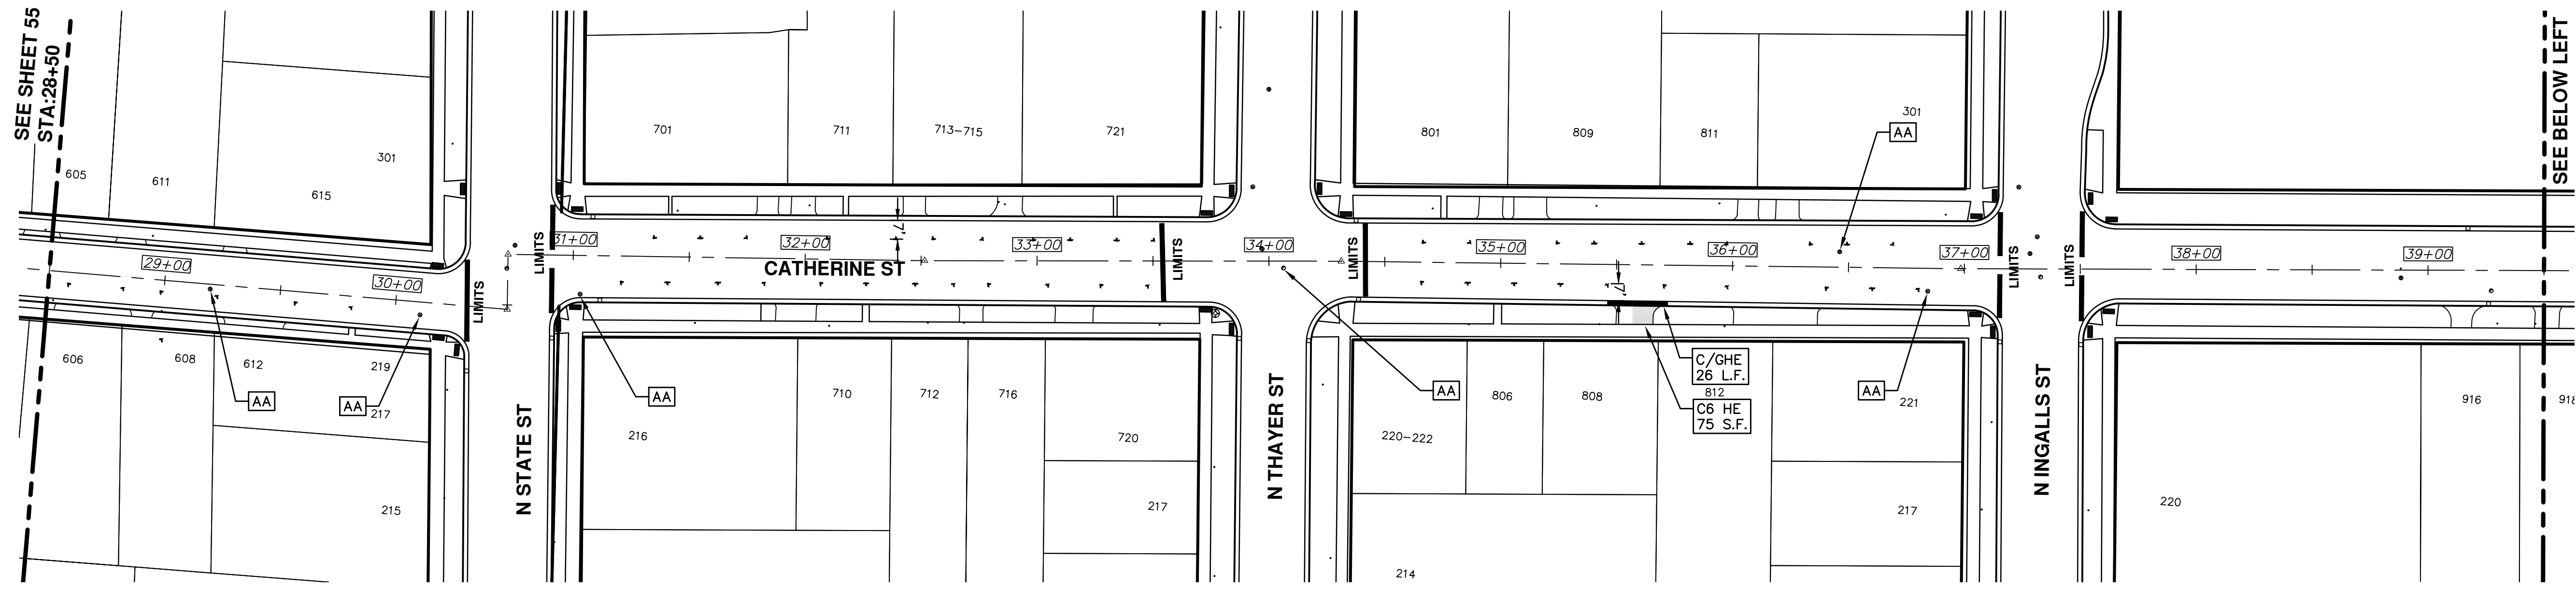 SEE SHEET 55
STA:28+50
605
611
301
615
701
711
713-715
721
801
809
811
301
AA
SEE BELOW LEFT
29+00
30+00
31+00
32+00
33+00
34+00
35+00
36+00
37+00
38+00
39+00
LIMITS
LIMITS
LIMITS
LIMITS
LIMITS
LIMITS
7'
7'
CATHERINE ST
606
608
612
219
217
AA
AA
215
N STATE ST
AA
216
710
712
716
720
217
N THAYER ST
AA
220-222
806
808
C/GHE
26 L.F.
812
C6 HE
75 S.F.
AA
221
217
214
N INGALLS ST
220
916
918